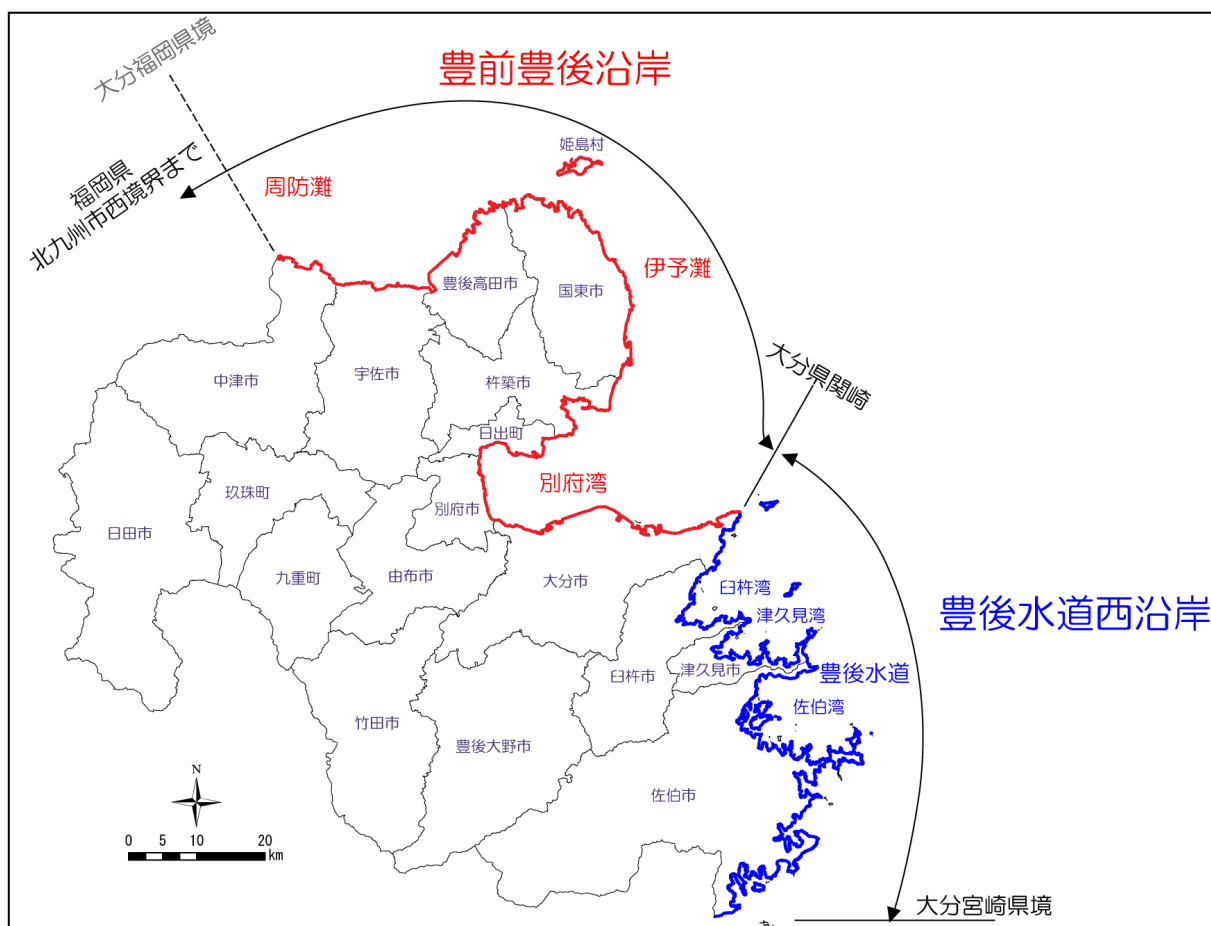 大分福岡県境
豊前豊後沿岸
姫島村
福岡県
北九州市西境界まで
周防灘
伊予灘
豊後高田市
国東市
大分県関崎
中津市
宇佐市
杵築市
日出町
別府湾
玖珠町
別府市
日田市
九重町
由布市
大分市
臼杵湾
津久見湾
豊後水道西沿岸
臼杵市
津久見市
豊後水道
佐伯湾
竹田市
豊後大野市
佐伯市
N
0 5 10 20
km
大分宮崎県境